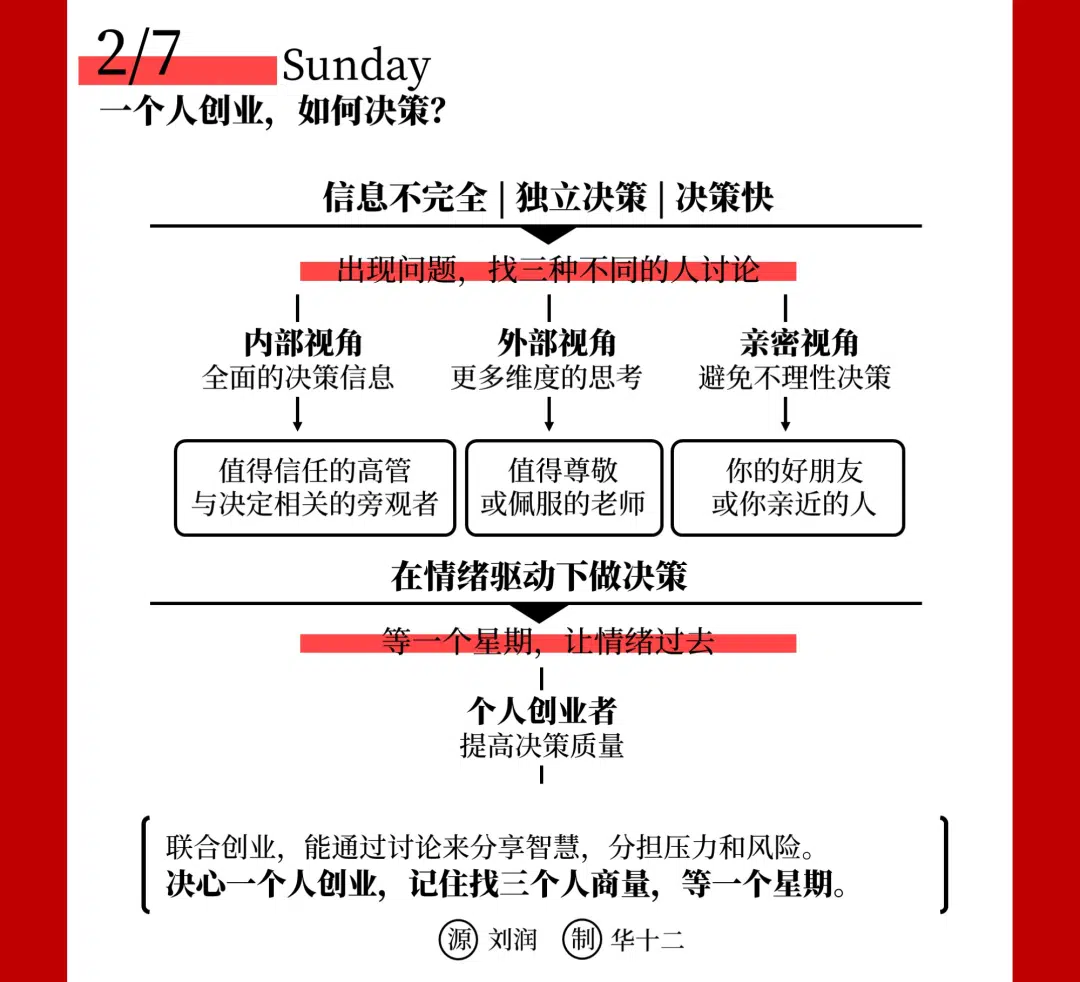 2/7 Sunday
一个人创业，如何决策？
信息不完全 | 独立决策 | 决策快
出现问题，找三种不同的人讨论
内部视角 外部视角 亲密视角
全面的决策信息 更多维度的思考 避免不理性决策
值得信任的高管 值得尊敬 你的好朋友
与决定相关的旁观者 或佩服的老师 或你亲近的人
在情绪驱动下做决策
等一个星期，让情绪过去
个人创业者
提高决策质量
联合创业，能通过讨论来分享智慧，分担压力和风险。
决心一个人创业，记住找三个人商量，等一个星期。
源 刘润 制 华十二